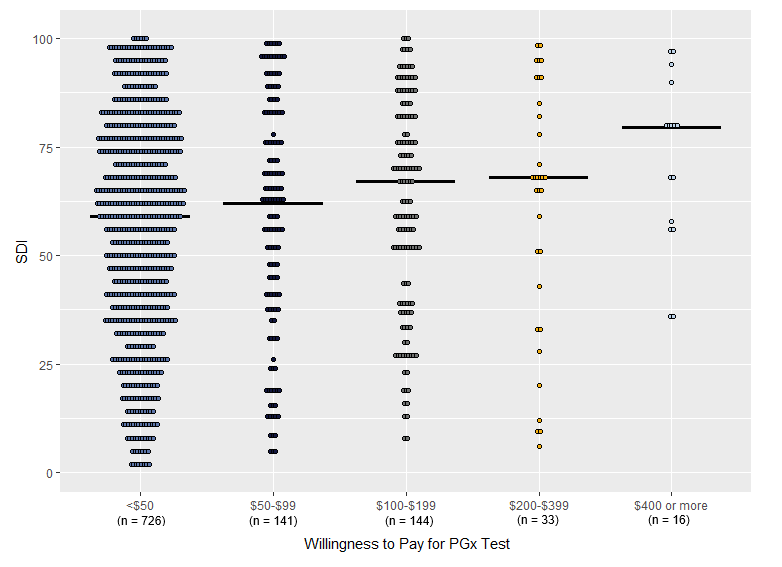 100
75
50
25
0
SDI
<$50 $50-$99 $100-$199 $200-$399 $400 or more
(n = 726) (n = 141) (n = 144) (n = 33) (n = 16)
Willingness to Pay for PGx Test